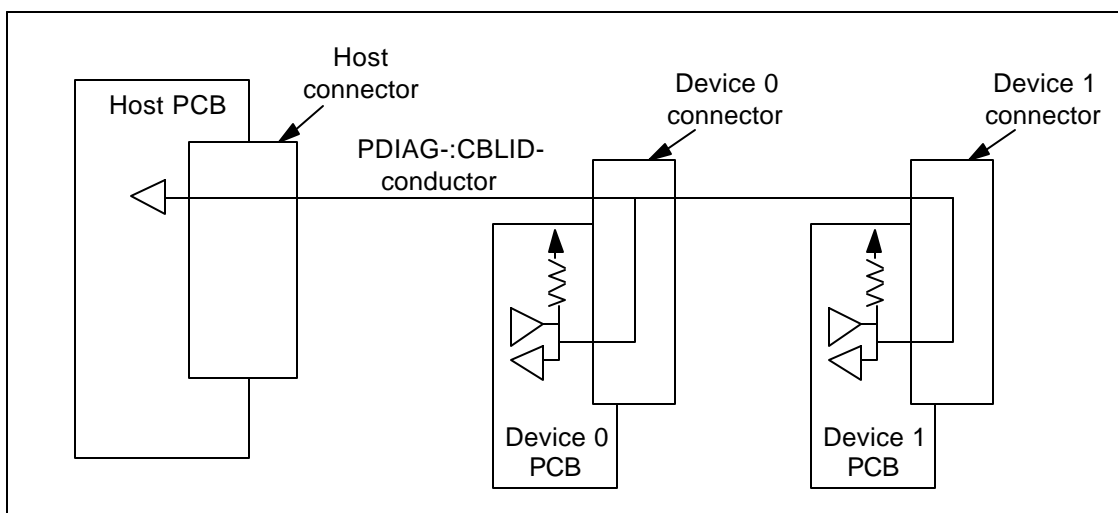 Host
connector
Host PCB
Device 0
connector
Device 1
connector
PDIAG-:CBLID-
conductor
Device 0
PCB
Device 1
PCB